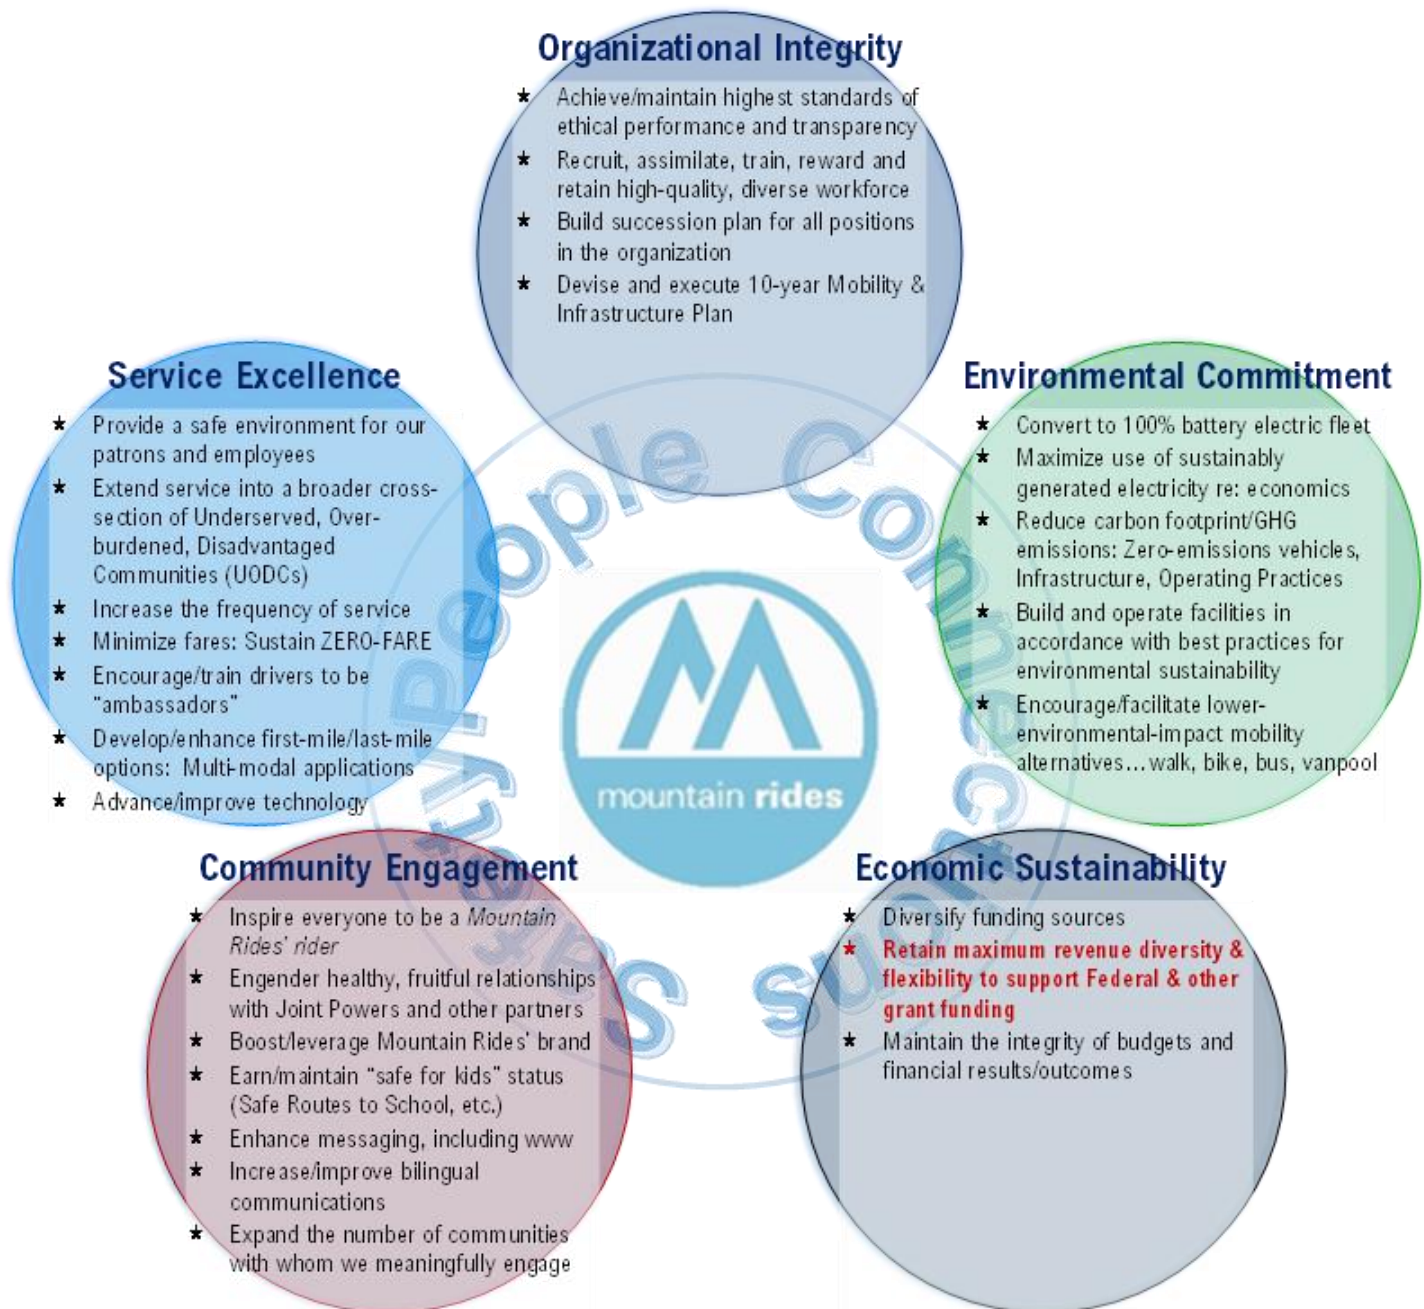 Organizational Integrity
★ Achieve/maintain highest standards of
ethical performance and transparency
★ Recruit, assimilate, train, reward and
retain high-quality, diverse workforce
★ Build succession plan for all positions
in the organization
★ Devise and execute 10-year Mobility &
Infrastructure Plan
Service Excellence
★ Provide a safe environment for our
patrons and employees
★ Extend service into a broader cross-
section of Underserved, Over-
burdened, Disadvantaged
Communities (UODCs)
★ Increase the frequency of service
★ Minimize fares: Sustain ZERO-FARE
★ Encourage/train drivers to be
"ambassadors"
★ Develop/enhance first-mile/last-mile
options: Multi-modal applications
★ Advance/improve technology
Environmental Commitment
★ Convert to 100% battery electric fleet
★ Maximize use of sustainably
generated electricity re: economics
★ Reduce carbon footprint/GHG
emissions: Zero-emissions vehicles,
Infrastructure, Operating Practices
★ Build and operate facilities in
accordance with best practices for
environmental sustainability
★ Encourage/facilitate lower-
environmental-impact mobility
alternatives...walk, bike, bus, vanpool
People Connections Safety
mountain rides
Community Engagement
★ Inspire everyone to be a Mountain
Rides' rider
★ Engender healthy, fruitful relationships
with Joint Powers and other partners
★ Boost/leverage Mountain Rides' brand
★ Earn/maintain "safe for kids" status
(Safe Routes to School, etc.)
★ Enhance messaging, including www
★ Increase/improve bilingual
communications
★ Expand the number of communities
with whom we meaningfully engage
Economic Sustainability
★ Diversify funding sources
★ Retain maximum revenue diversity &
flexibility to support Federal & other
grant funding
★ Maintain the integrity of budgets and
financial results/outcomes